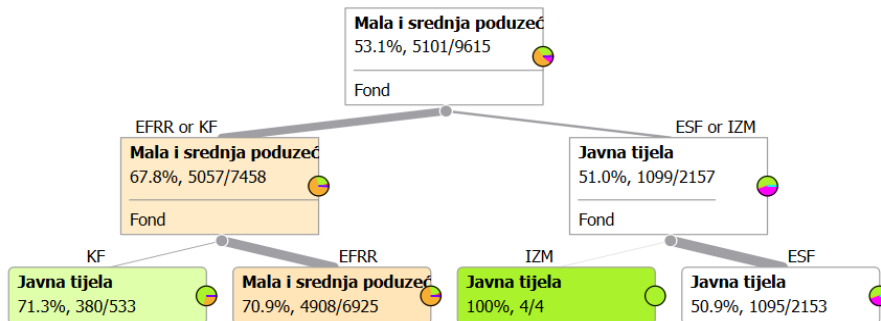 Mala i srednja poduzeć
53.1%, 5101/9615
Fond
EFRR or KF
ESF or IZM
Mala i srednja poduzeć
67.8%, 5057/7458
Fond
Javna tijela
51.0%, 1099/2157
Fond
KF
EFRR
IZM
ESF
Javna tijela
71.3%, 380/533
Mala i srednja poduzeć
70.9%, 4908/6925
Javna tijela
100%, 4/4
Javna tijela
50.9%, 1095/2153